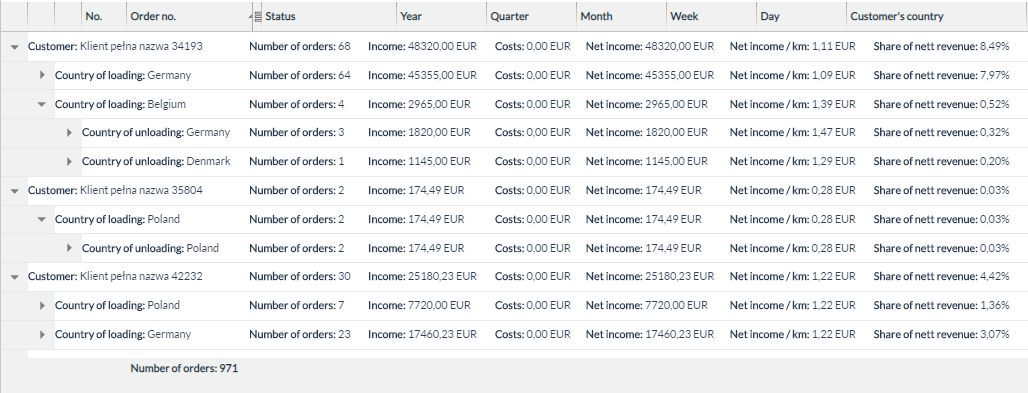 No. Order no. Status Year Quarter Month Week Day Customer's country
Customer: Klient pełna nazwa 34193 Number of orders: 68 Income: 48320,00 EUR Costs: 0,00 EUR Net income: 48320,00 EUR Net income / km: 1,11 EUR Share of nett revenue: 8,49%
Country of loading: Germany Number of orders: 64 Income: 45355,00 EUR Costs: 0,00 EUR Net income: 45355,00 EUR Net income / km: 1,09 EUR Share of nett revenue: 7,97%
Country of loading: Belgium Number of orders: 4 Income: 2965,00 EUR Costs: 0,00 EUR Net income: 2965,00 EUR Net income / km: 1,39 EUR Share of nett revenue: 0,52%
Country of unloading: Germany Number of orders: 3 Income: 1820,00 EUR Costs: 0,00 EUR Net income: 1820,00 EUR Net income / km: 1,47 EUR Share of nett revenue: 0,32%
Country of unloading: Denmark Number of orders: 1 Income: 1145,00 EUR Costs: 0,00 EUR Net income: 1145,00 EUR Net income / km: 1,29 EUR Share of nett revenue: 0,20%
Customer: Klient pełna nazwa 35804 Number of orders: 2 Income: 174,49 EUR Costs: 0,00 EUR Net income: 174,49 EUR Net income / km: 0,28 EUR Share of nett revenue: 0,03%
Country of loading: Poland Number of orders: 2 Income: 174,49 EUR Costs: 0,00 EUR Net income: 174,49 EUR Net income / km: 0,28 EUR Share of nett revenue: 0,03%
Country of unloading: Poland Number of orders: 2 Income: 174,49 EUR Costs: 0,00 EUR Net income: 174,49 EUR Net income / km: 0,28 EUR Share of nett revenue: 0,03%
Customer: Klient pełna nazwa 42232 Number of orders: 30 Income: 25180,23 EUR Costs: 0,00 EUR Net income: 25180,23 EUR Net income / km: 1,22 EUR Share of nett revenue: 4,42%
Country of loading: Poland Number of orders: 7 Income: 7720,00 EUR Costs: 0,00 EUR Net income: 7720,00 EUR Net income / km: 1,22 EUR Share of nett revenue: 1,36%
Country of loading: Germany Number of orders: 23 Income: 17460,23 EUR Costs: 0,00 EUR Net income: 17460,23 EUR Net income / km: 1,22 EUR Share of nett revenue: 3,07%
Number of orders: 971